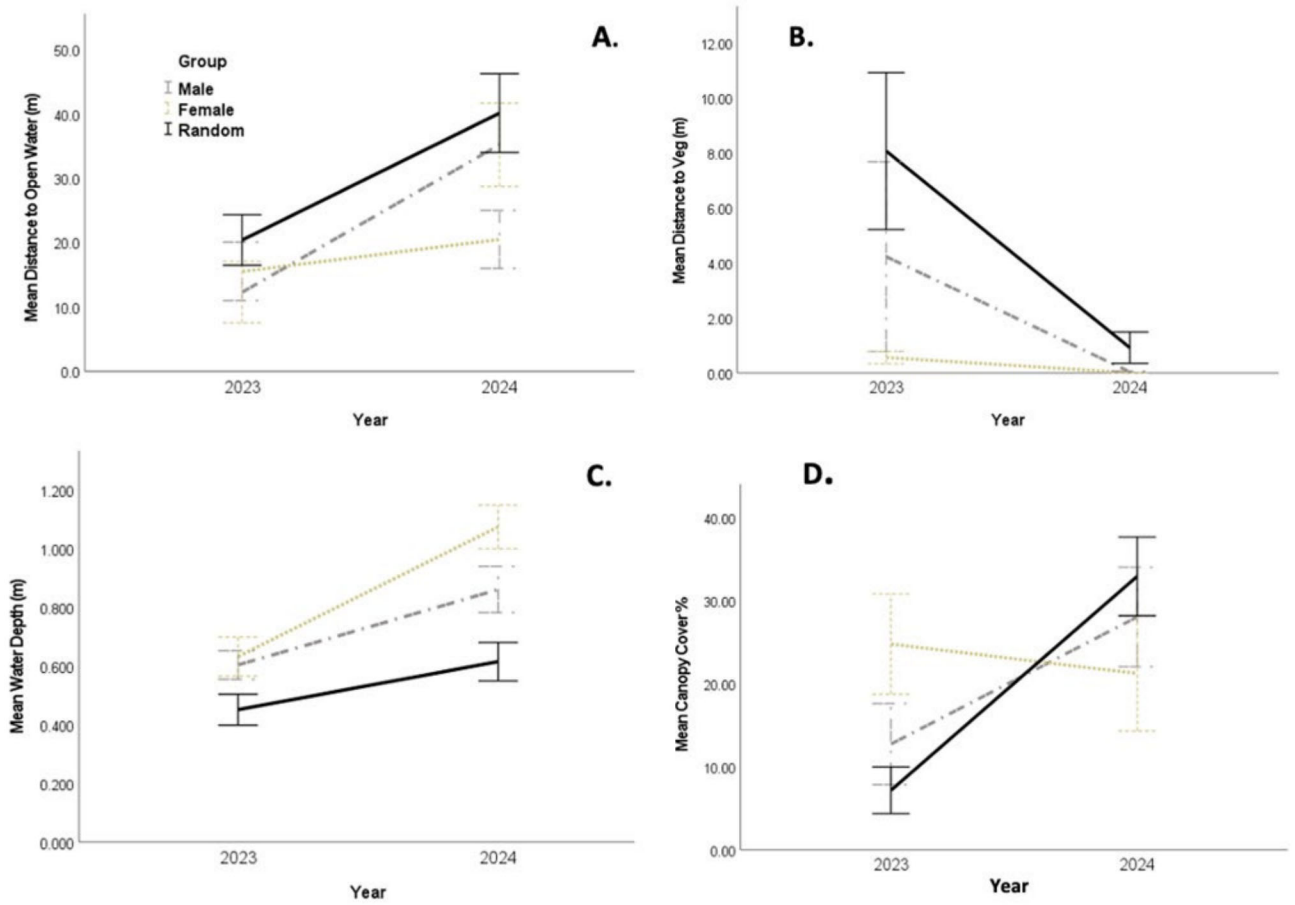 A.
Mean Distance to Open Water (m)
50.0
40.0
30.0
20.0
10.0
0.0
Group
Male
Female
Random
2023
2024
Year
B.
Mean Distance to Veg (m)
12.00
10.00
8.00
6.00
4.00
2.00
0.00
2023
2024
Year
C.
Mean Water Depth (m)
1.200
1.000
0.800
0.600
0.400
0.200
0.000
2023
2024
Year
D.
Mean Canopy Cover %
40.00
30.00
20.00
10.00
0.00
2023
2024
Year